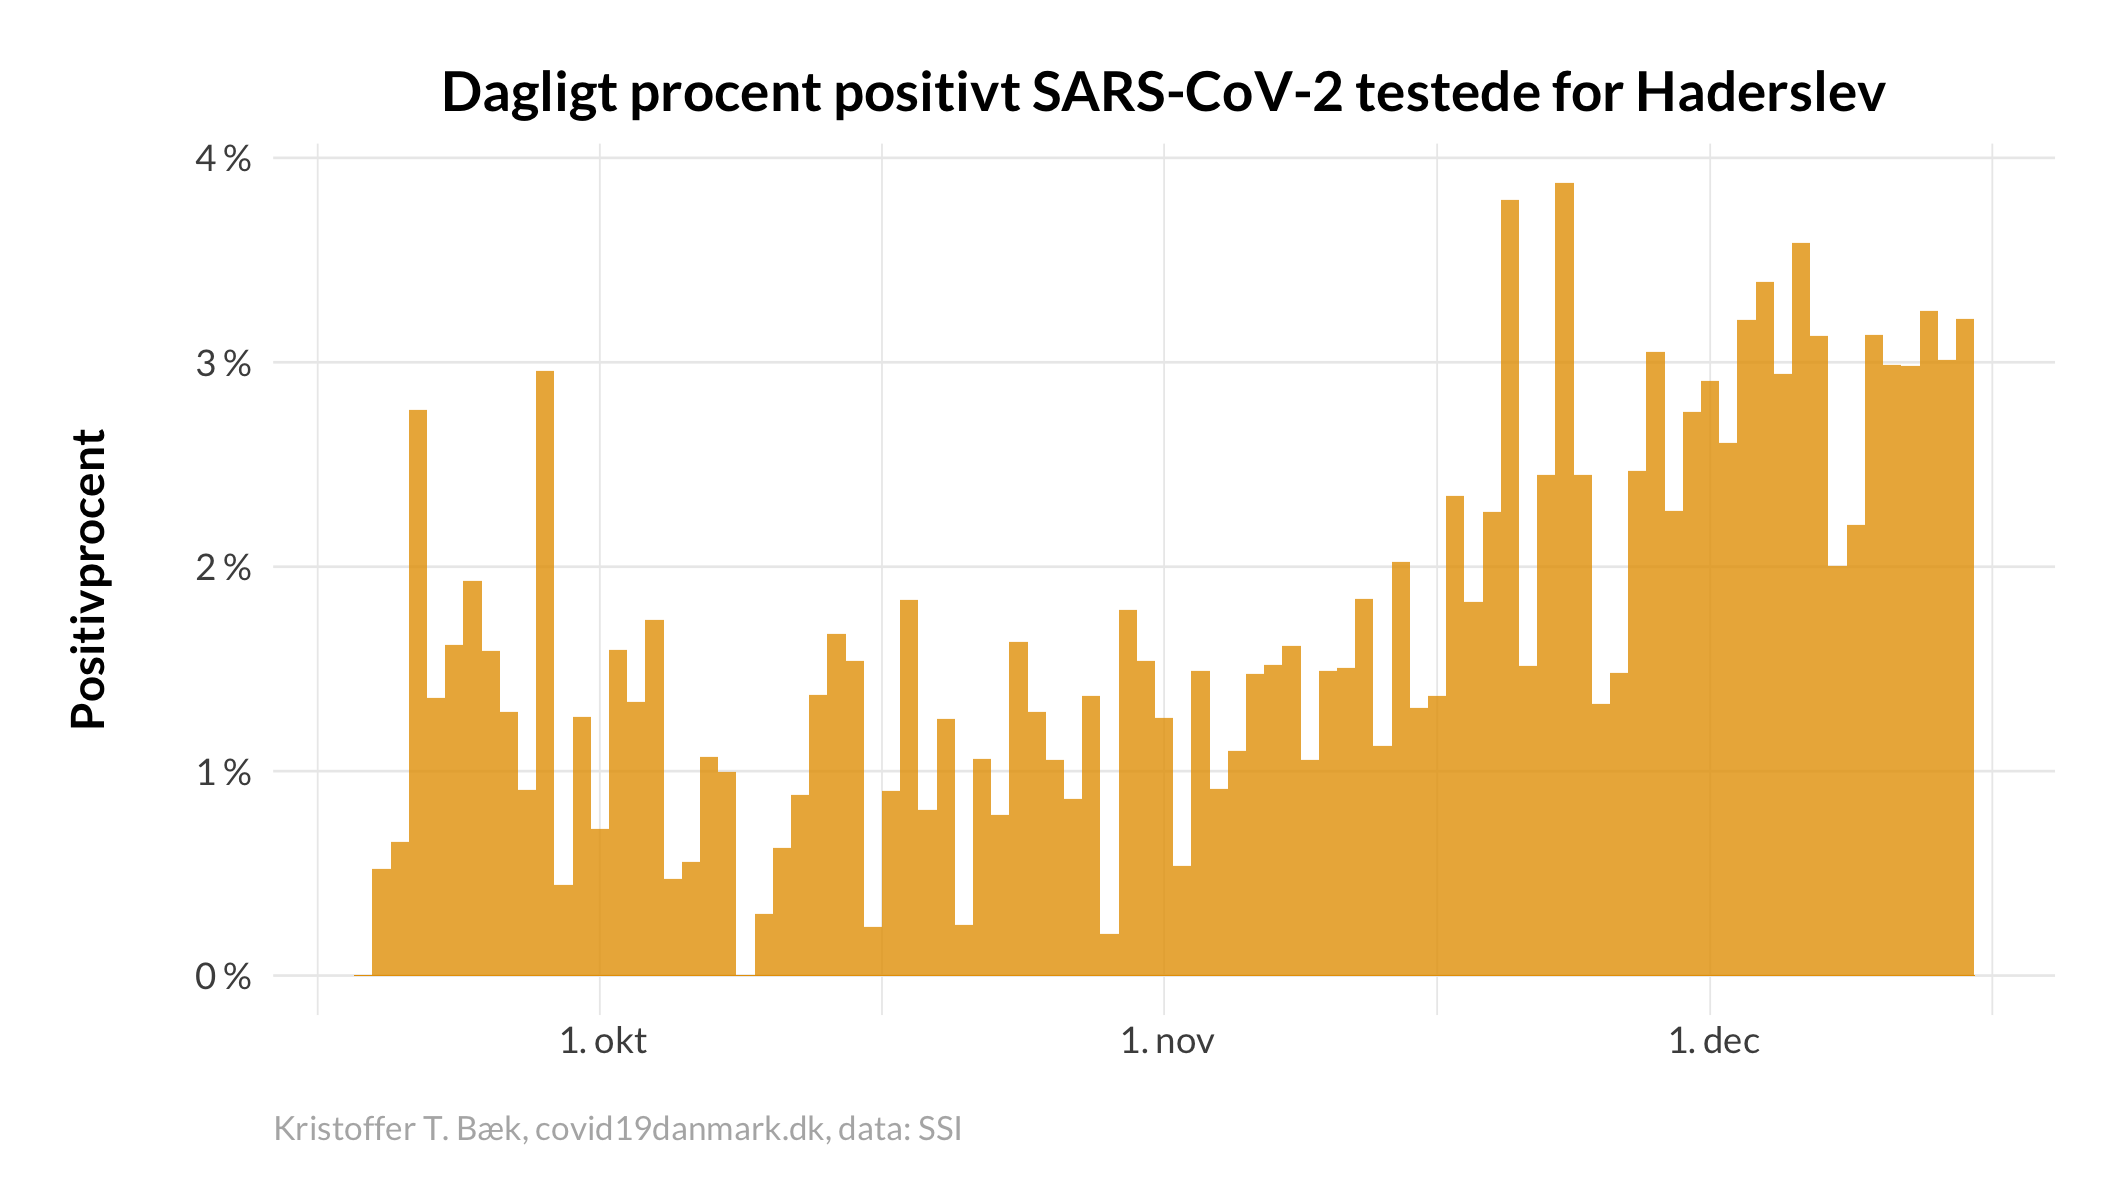 Dagligt procent positivt SARS-CoV-2 testede for Haderslev
Positivprocent
4 %
3 %
2 %
1 %
0 %
1. okt
1. nov
1. dec
Kristoffer T. Bæk, covid19danmark.dk, data: SSI